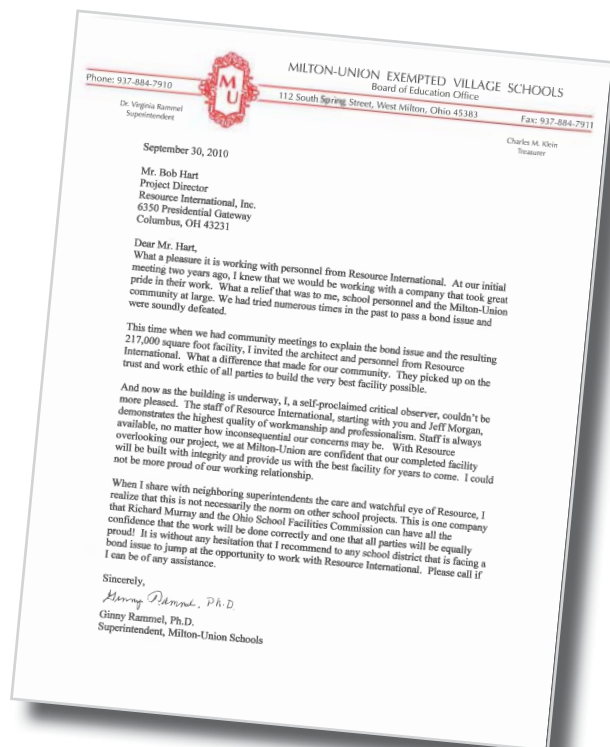 MILTON-UNION EXEMPTED VILLAGE SCHOOLS
Board of Education Office
Phone: 937-884-7910
M
U
112 South Spring Street, West Milton, Ohio 45383
Fax: 937-884-7911
Dr. Virginia Rammel
Superintendent
Charles M. Klein
Treasurer
September 30, 2010
Mr. Bob Hart
Project Director
Resource International, Inc.
6350 Presidential Gateway
Columbus, OH 43231
Dear Mr. Hart,
What a pleasure it is working with personnel from Resource International. At our initial
meeting two years ago, I knew that we would be working with a company that took great
pride in their work. What a relief that was to me, school personnel and the Milton-Union
community at large. We had tried numerous times in the past to pass a bond issue and
were soundly defeated.
This time when we had community meetings to explain the bond issue and the resulting
217,000 square foot facility, I invited the architect and personnel from Resource
International. What a difference that made for our community. They picked up on the
trust and work ethic of all parties to build the very best facility possible.
And now as the building is underway, I, a self-proclaimed critical observer, couldn't be
more pleased. The staff of Resource International, starting with you and Jeff Morgan,
demonstrates the highest quality of workmanship and professionalism. Staff is always
available, no matter how inconsequential our concerns may be. With Resource
overlooking our project, we at Milton-Union are confident that our completed facility
will be built with integrity and provide us with the best facility for years to come. I could
not be more proud of our working relationship.
When I share with neighboring superintendents the care and watchful eye of Resource, I
realize that this is not necessarily the norm on other school projects. This is one company
that Richard Murray and the Ohio School Facilities Commission can have all the
confidence that the work will be done correctly and one that all parties will be equally
proud! It is without any hesitation that I recommend to any school district that is facing a
bond issue to jump at the opportunity to work with Resource International. Please call if
I can be of any assistance.
Sincerely,
Ginny Rammel, Ph.D.
Ginny Rammel, Ph.D.
Superintendent, Milton-Union Schools